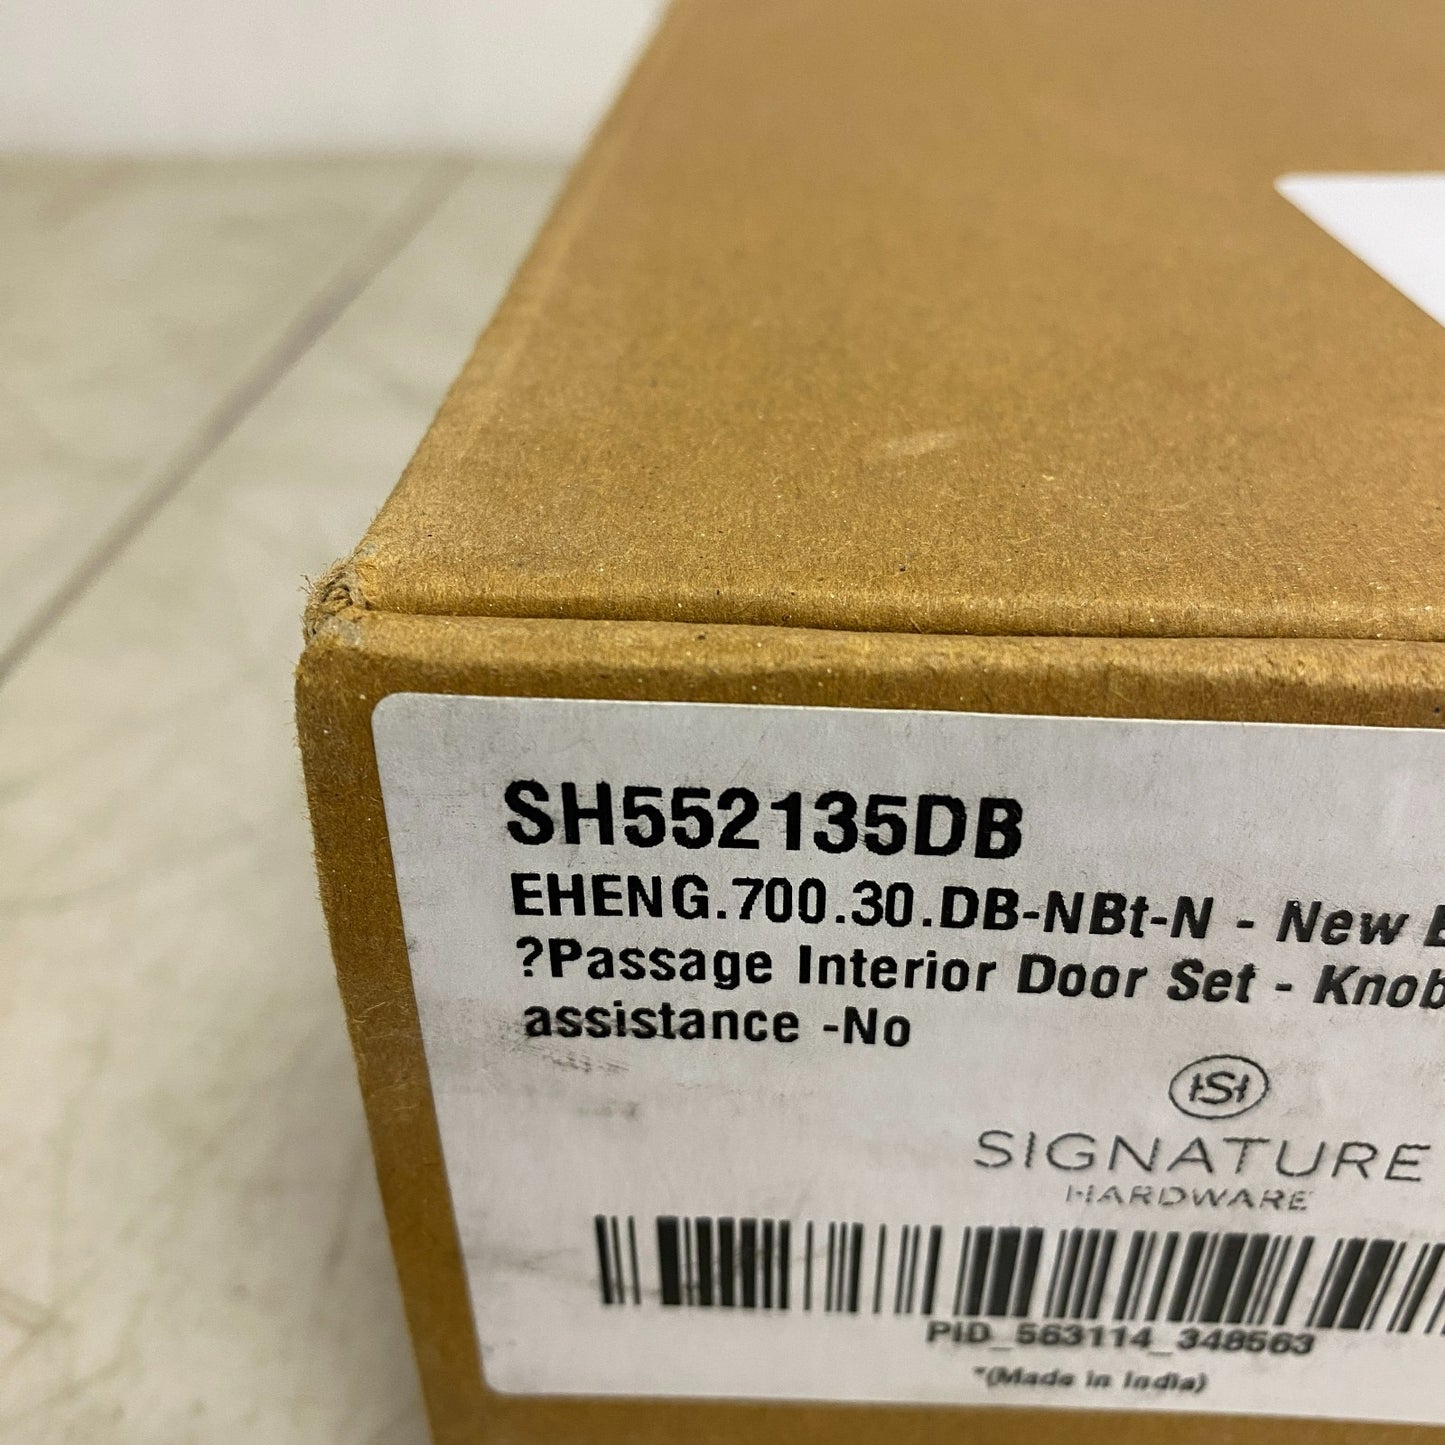 SH552135DB
EHENG.700.30.DB-NBt-N - New
?Passage Interior Door Set - Knob
assistance -No
SIGNATURE
HARDWARE
PID_563114_348563
*(Made in India)